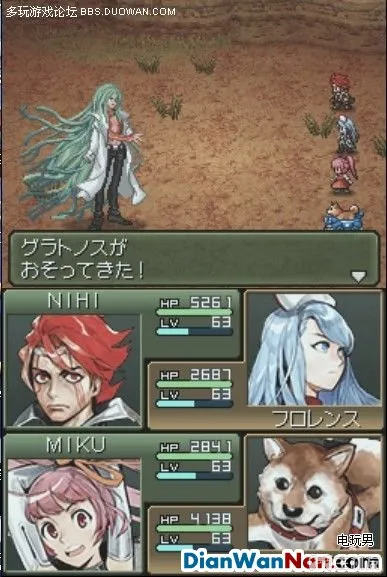 多玩游戏论坛 BBS.DUOWAN.COM
グラトノスが
おそってきた!
NIHI
HP 5261
LV 63
HP 2687
LV 63
フロレンス
MIKU
HP 2841
LV 63
HP 4138
LV 63
电玩男
DianWanNan.com